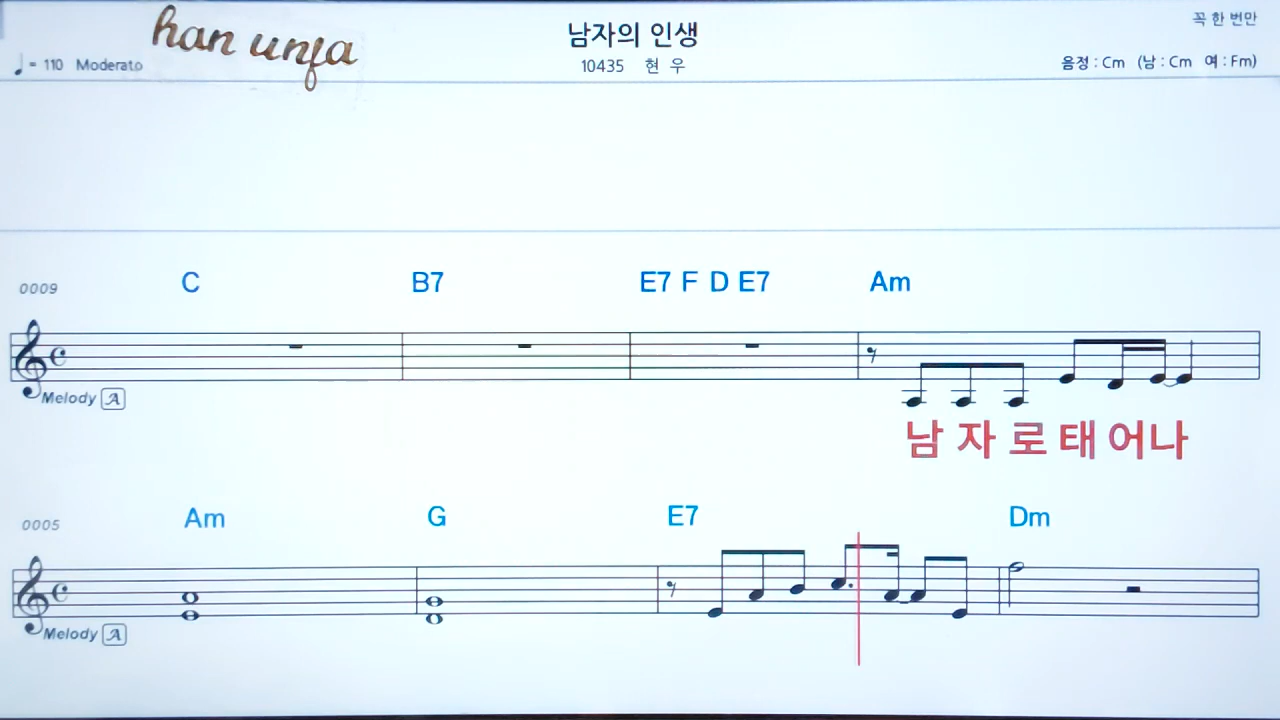 han unja
남자의 인생
꼭 한 번만
♩= 110 Moderato
10435 현 우
음정 : Cm (남 : Cm 여 : Fm)
C B7 E7 F D E7 Am
0009
Melody A
남 자 로 태 어나
Am G E7 Dm
0005
Melody A